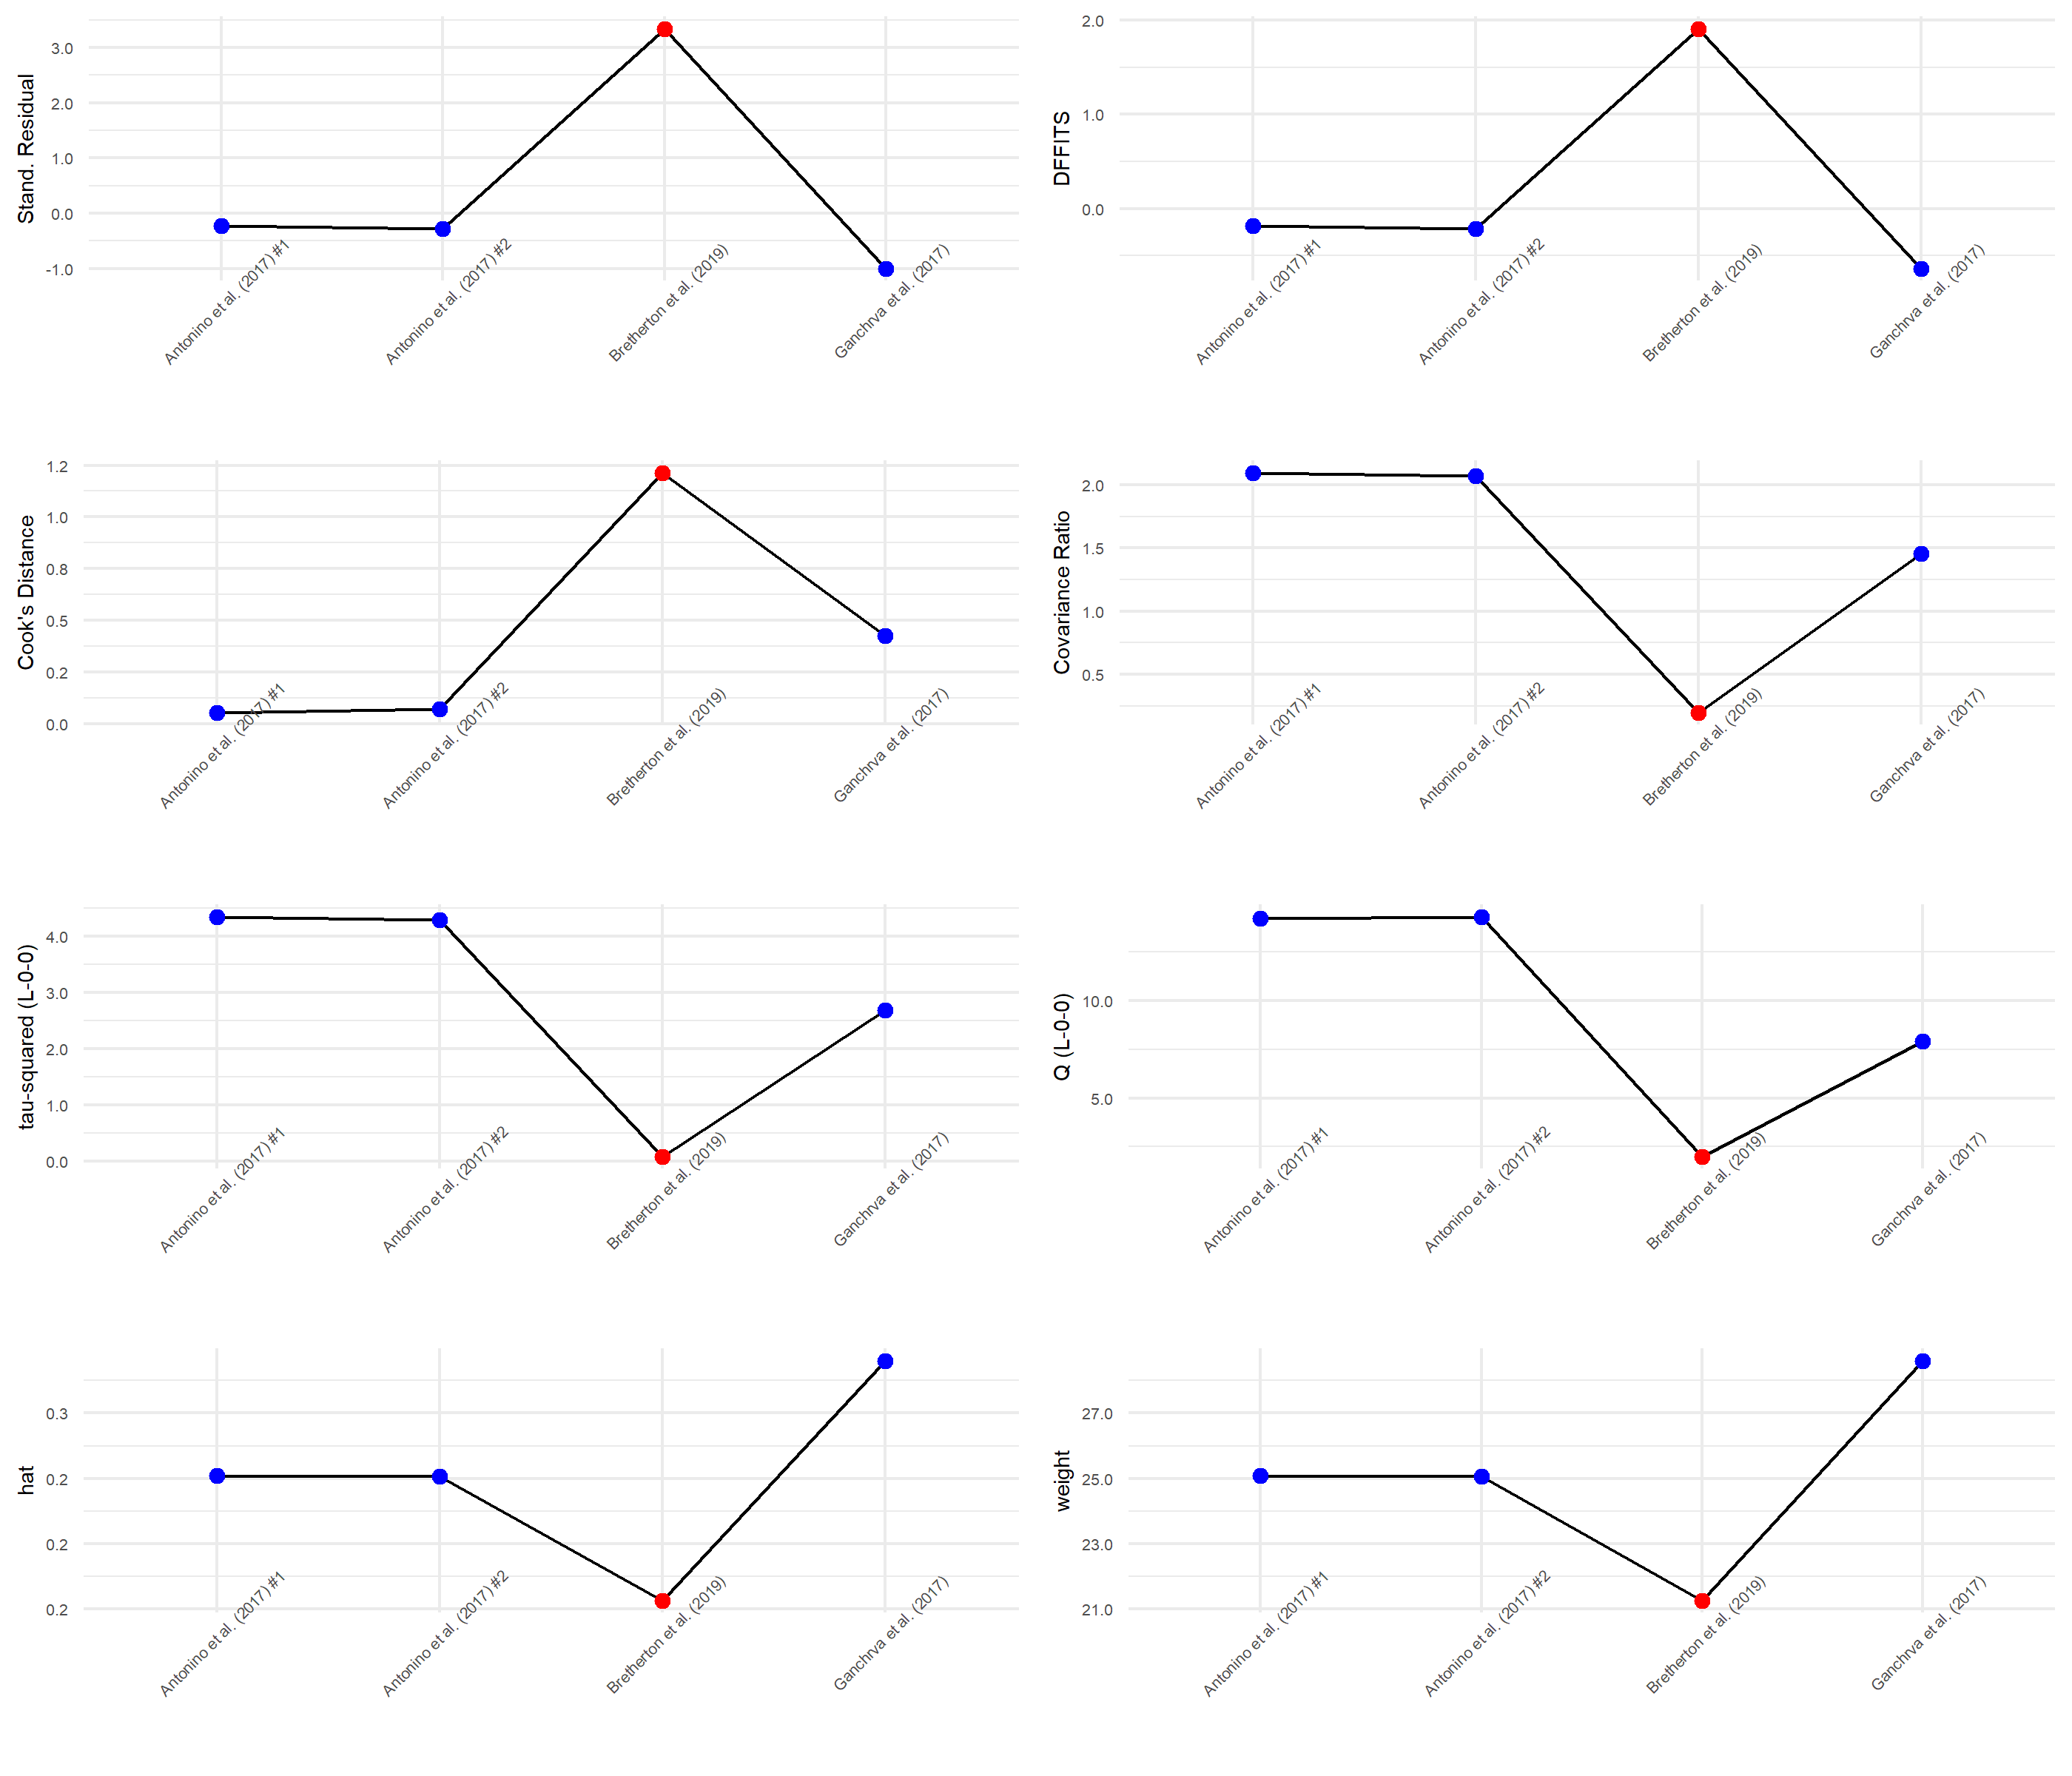 Stand. Residual
3.0
2.0
1.0
0.0
-1.0
Antonino et al. (2017) #1
Antonino et al. (2017) #2
Bretherton et al. (2019)
Ganchrva et al. (2017)
DFFITS
2.0
1.0
0.0
Antonino et al. (2017) #1
Antonino et al. (2017) #2
Bretherton et al. (2019)
Ganchrva et al. (2017)
Cook's Distance
1.2
1.0
0.8
0.5
0.2
0.0
Antonino et al. (2017) #1
Antonino et al. (2017) #2
Bretherton et al. (2019)
Ganchrva et al. (2017)
Covariance Ratio
2.0
1.5
1.0
0.5
Antonino et al. (2017) #1
Antonino et al. (2017) #2
Bretherton et al. (2019)
Ganchrva et al. (2017)
tau-squared (L-0-0)
4.0
3.0
2.0
1.0
0.0
Antonino et al. (2017) #1
Antonino et al. (2017) #2
Bretherton et al. (2019)
Ganchrva et al. (2017)
Q (L-0-0)
10.0
5.0
Antonino et al. (2017) #1
Antonino et al. (2017) #2
Bretherton et al. (2019)
Ganchrva et al. (2017)
hat
0.3
0.2
0.2
0.2
Antonino et al. (2017) #1
Antonino et al. (2017) #2
Bretherton et al. (2019)
Ganchrva et al. (2017)
weight
27.0
25.0
23.0
21.0
Antonino et al. (2017) #1
Antonino et al. (2017) #2
Bretherton et al. (2019)
Ganchrva et al. (2017)